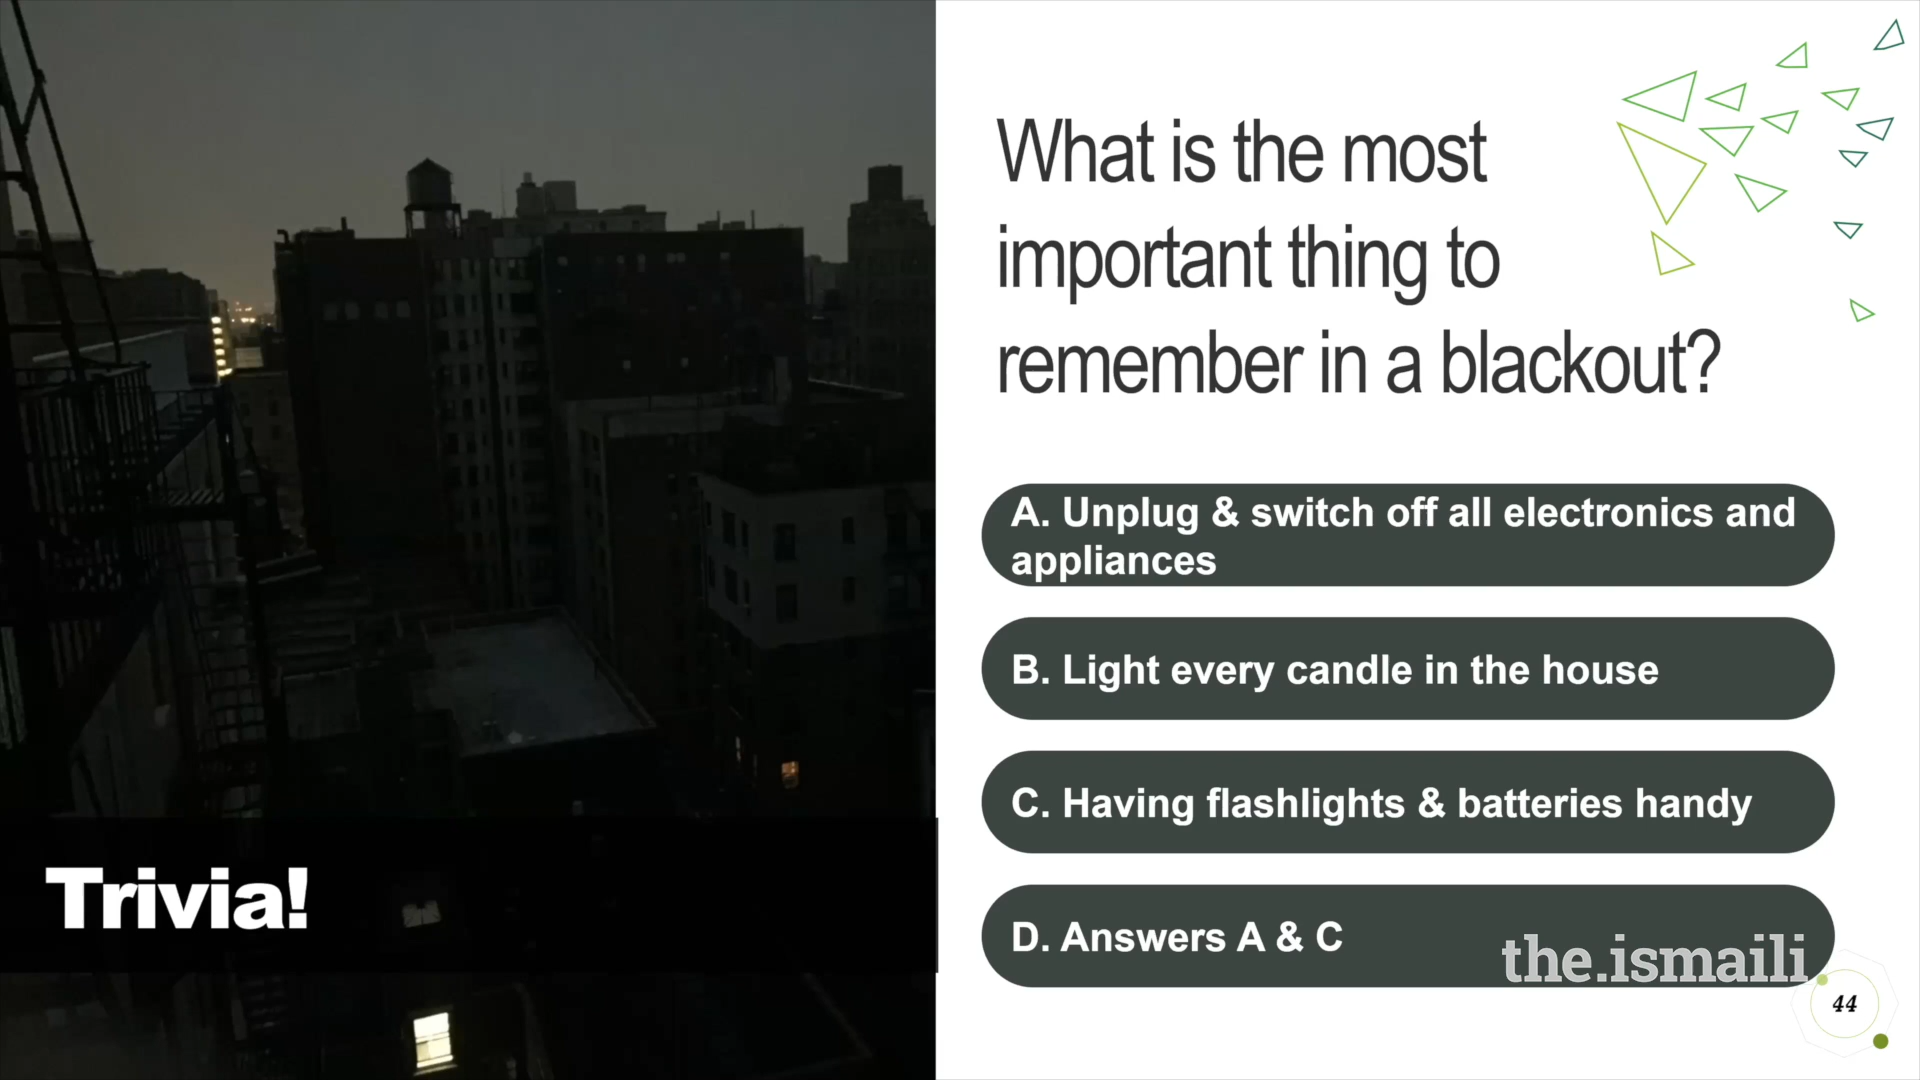 What is the most
important thing to
remember in a blackout?
A. Unplug & switch off all electronics and
appliances
B. Light every candle in the house
C. Having flashlights & batteries handy
D. Answers A & C
Trivia!
the.ismaili
44